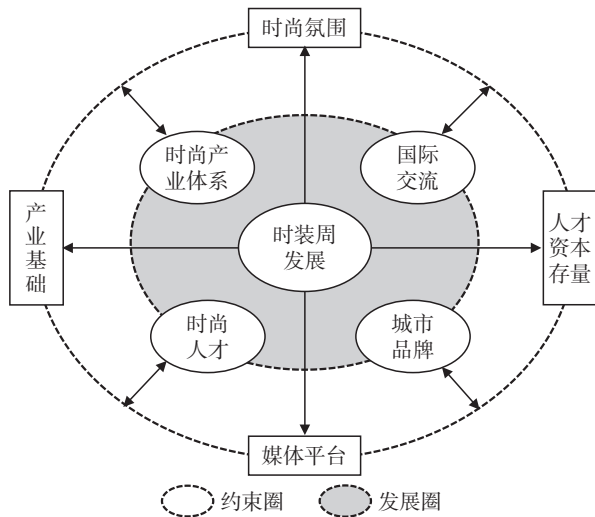 时尚氛围
时尚产
业体系
国际
交流
产
业
基
础
时装周
发展
人才
资本
存量
时尚
人才
城市
品牌
媒体平台
约束圈
发展圈